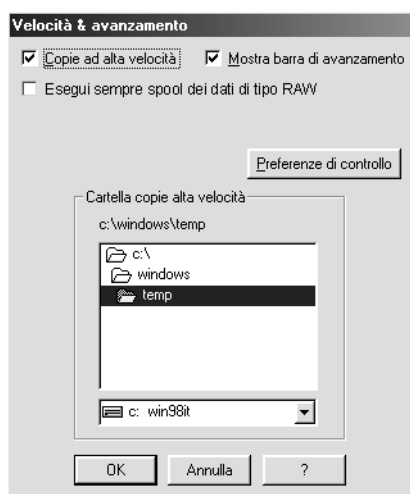 Velocità & avanzamento
Copie ad alta velocità Mostra barra di avanzamento
Esegui sempre spool dei dati di tipo RAW
Preferenze di controllo
Cartella copie alta velocità
c:\windows\temp
c:\
windows
temp
c: win98it
OK Annulla ?